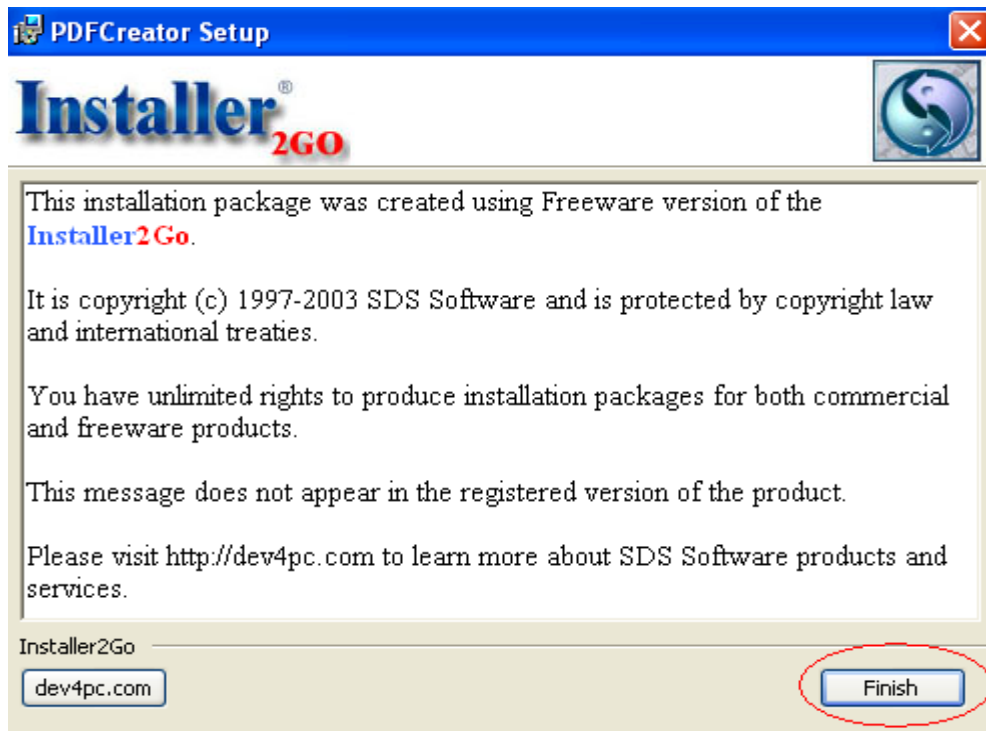 PDFCreator Setup
Installer®
2GO
This installation package was created using Freeware version of the
Installer2Go.
It is copyright (c) 1997-2003 SDS Software and is protected by copyright law
and international treaties.
You have unlimited rights to produce installation packages for both commercial
and freeware products.
This message does not appear in the registered version of the product.
Please visit http://dev4pc.com to learn more about SDS Software products and
services.
Installer2Go
dev4pc.com
Finish